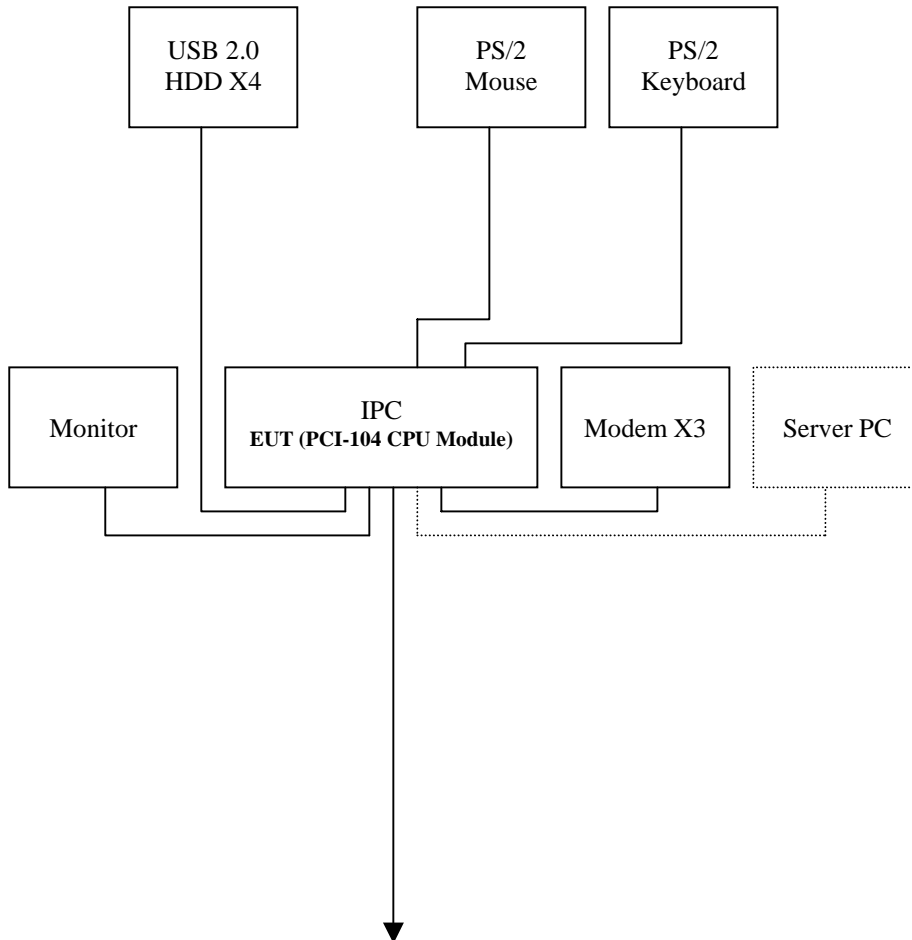 USB 2.0
HDD X4
PS/2
Mouse
PS/2
Keyboard
Monitor
IPC
EUT (PCI-104 CPU Module)
Modem X3
Server PC